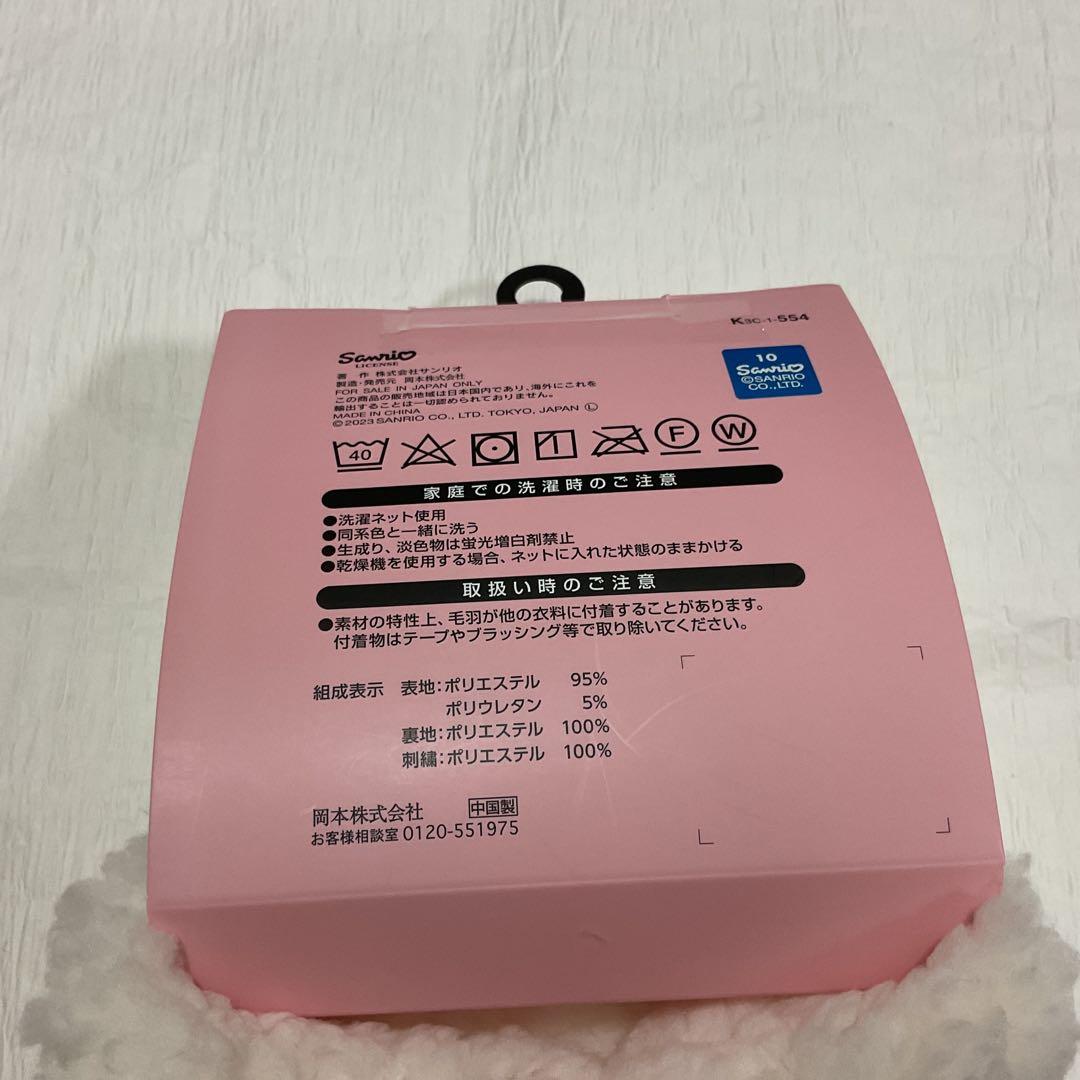 K3C-1-554
Sanrio
LICENSE
著 作 株式会社サンリオ
製造・発売元 岡本株式会社
FOR SALE IN JAPAN ONLY
この商品の販売地域は日本国内であり、海外にこれを
輸出することは一切認められておりません。
MADE IN CHINA
©2023 SANRIO CO., LTD. TOKYO, JAPAN Ⓛ
10
Sanrio
©SANRIO
CO., LTD.
40
F
W
家庭での洗濯時のご注意
●洗濯ネット使用
●同系色と一緒に洗う
●生成り、淡色物は蛍光増白剤禁止
●乾燥機を使用する場合、ネットに入れた状態のままかける
取扱い時のご注意
●素材の特性上、毛羽が他の衣料に付着することがあります。
付着物はテープやブラッシング等で取り除いてください。
組成表示 表地:ポリエステル 95%
ポリウレタン 5%
裏地:ポリエステル 100%
刺繍:ポリエステル 100%
岡本株式会社 中国製
お客様相談室 0120-551975